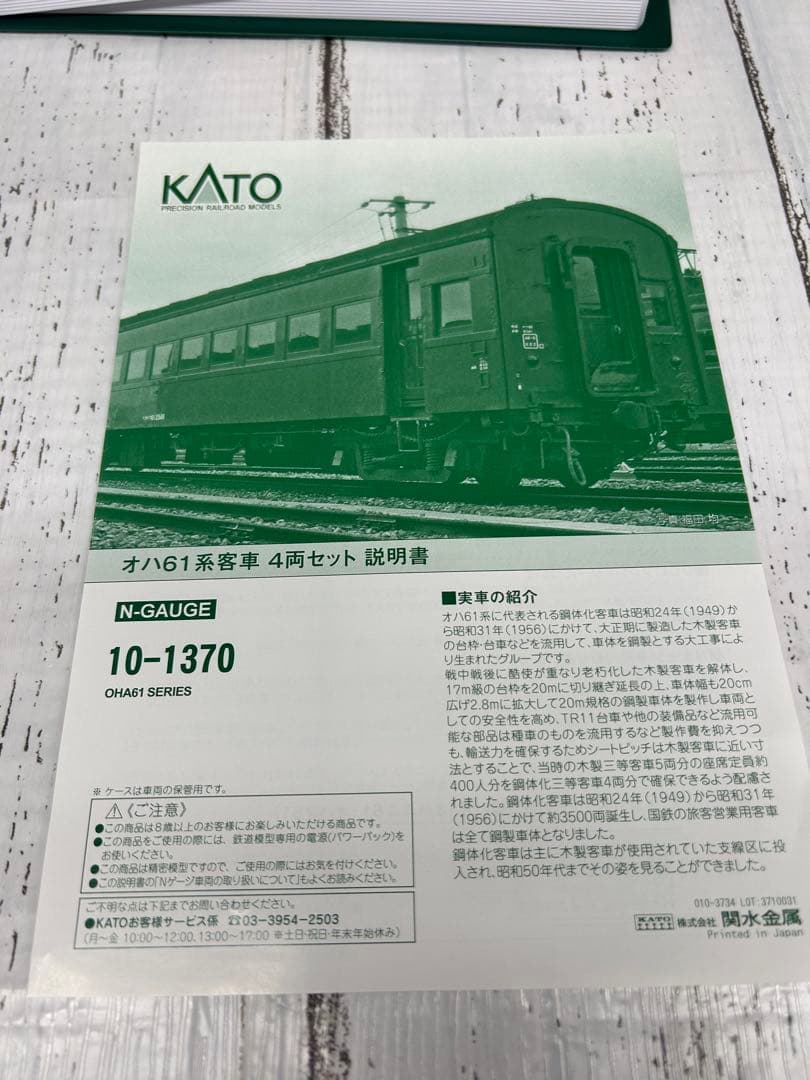 KATO
PRECISION RAILROAD MODELS
写真:福田 均
オハ61系客車 4両セット 説明書
N-GAUGE
10-1370
OHA61 SERIES
※ ケースは車両の保管用です。
⚠《ご注意》
●この商品は8歳以上のお客様にお楽しみいただける商品です。
●この商品をご使用の際には、鉄道模型専用の電源(パワーパック)を
お使いください。
●この商品は精密模型ですので、ご使用の際にはお気を付けください。
●この説明書の「Nゲージ車両の取り扱いについて」もよくお読みください。
ご不明な点は下記までお問い合わせください。
●KATOお客様サービス係 ☎03-3954-2503
(月~金 10:00~12:00、13:00~17:00 ※土日・祝日・年末年始休み)
■実車の紹介
オハ61系に代表される鋼体化客車は昭和24年(1949)か
ら昭和31年(1956)にかけて、大正期に製造した木製客車
の台枠・台車などを流用して、車体を鋼製とする大工事によ
り生まれたグループです。
戦中戦後に酷使が重なり老朽化した木製客車を解体し、
17m級の台枠を20mに切り継ぎ延長の上、車体幅も20cm
広げ2.8mに拡大して20m規格の鋼製車体を製作し車両と
しての安全性を高め、TR11台車や他の装備品など流用可
能な部品は種車のものを流用するなど製作費を抑えつつ
も、輸送力を確保するためシートピッチは木製客車に近い寸
法とすることで、当時の木製三等客車5両分の座席定員約
400人分を鋼体化三等客車4両分で確保できるよう配慮さ
れました。鋼体化客車は昭和24年(1949)から昭和31年
(1956)にかけて約3500両誕生し、国鉄の旅客営業用客車
は全て鋼製車体となりました。
鋼体化客車は主に木製客車が使用されていた支線区に投
入され、昭和50年代までその姿を見ることができました。
010-3734 LOT:3710031
KATO 株式会社 関水金属
Printed in Japan